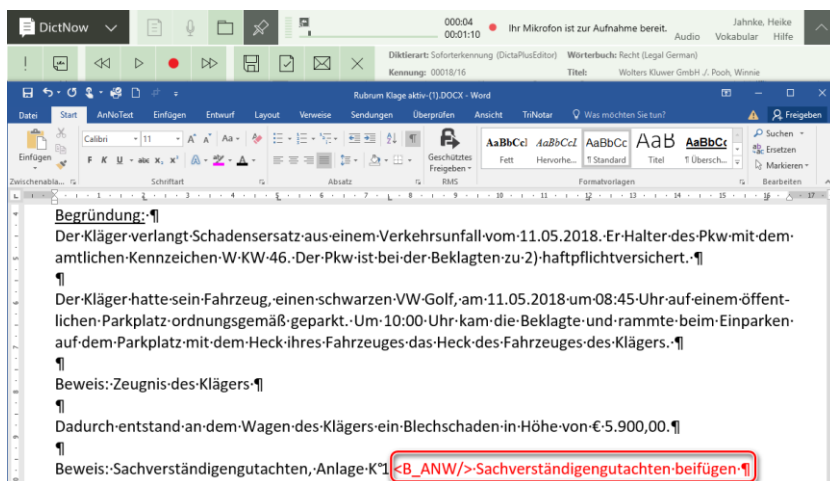 DictNow
000:04
00:01:10
Ihr Mikrofon ist zur Aufnahme bereit.
Audio
Vokabular
Jahnke, Heike
Hilfe
Diktierart: Soforterkennung (DictaPlusEditor)
Wörterbuch: Recht (Legal German)
Kennung: 00018/16
Titel: Wolters Kluwer GmbH ./. Pooh, Winnie
Rubrum Klage aktiv-(1).DOCX - Word
Datei Start AnNoText Einfügen Entwurf Layout Verweise Sendungen Überprüfen Ansicht TriNotar Was möchten Sie tun? Freigeben
Einfügen
Calibri 11
F K U abc x, x²
Geschütztes Freigeben
AaBbCcI AaBbCcI AaBbCc AaB AaBbCc
Fett Hervorhe... ¶ Standard Titel ¶ Übersch...
Suchen
Ersetzen
Markieren
Zwischenabla... Schriftart Absatz RMS Formatvorlagen Bearbeiten
Begründung: ¶
Der Kläger verlangt Schadensersatz aus einem Verkehrsunfall vom 11.05.2018. Er Halter des Pkw mit dem
amtlichen Kennzeichen W KW 46. Der Pkw ist bei der Beklagten zu 2) haftpflichtversichert. ¶
¶
Der Kläger hatte sein Fahrzeug, einen schwarzen VW Golf, am 11.05.2018 um 08:45 Uhr auf einem öffent-
lichen Parkplatz ordnungsgemäß geparkt. Um 10:00 Uhr kam die Beklagte und rammte beim Einparken
auf dem Parkplatz mit dem Heck ihres Fahrzeuges das Heck des Fahrzeuges des Klägers. ¶
¶
Beweis: Zeugnis des Klägers ¶
¶
Dadurch entstand an dem Wagen des Klägers ein Blechschaden in Höhe von € 5.900,00. ¶
¶
Beweis: Sachverständigengutachten, Anlage K°1 <B_ANW/> Sachverständigengutachten beifügen ¶